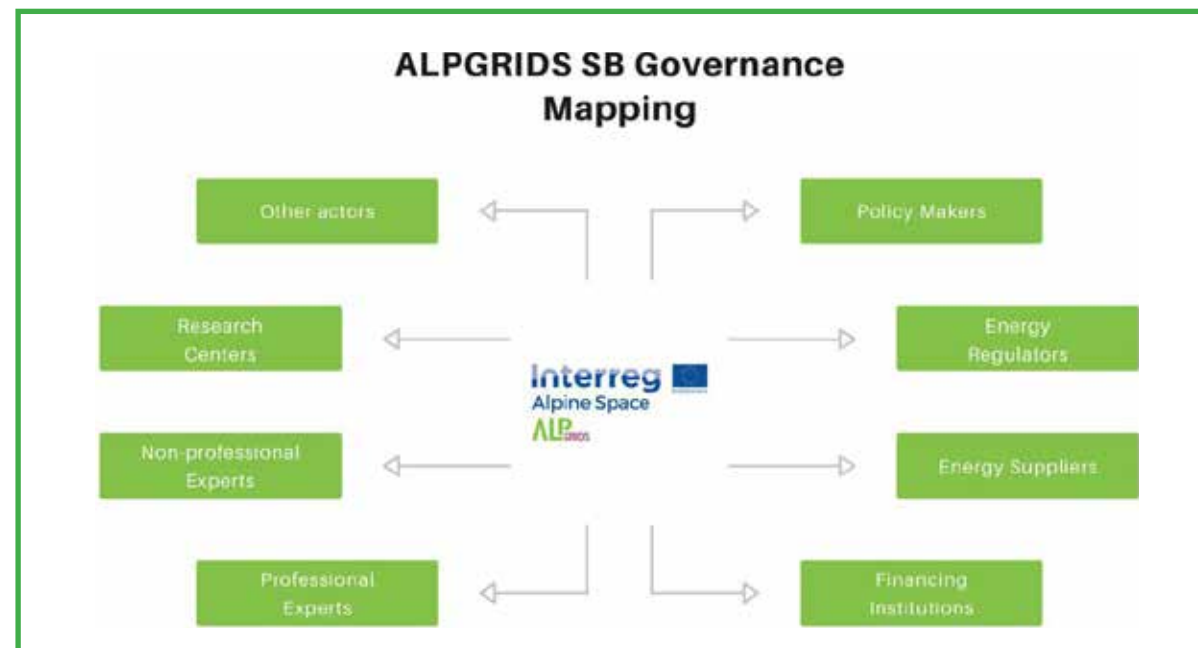 ALPGRIDS SB Governance
Mapping
Other actors
Policy Makers
Research
Centers
Energy
Regulators
Interreg
Alpine Space
ALPGRIDS
Non-professional
Experts
Energy Suppliers
Professional
Experts
Financing
Institutions